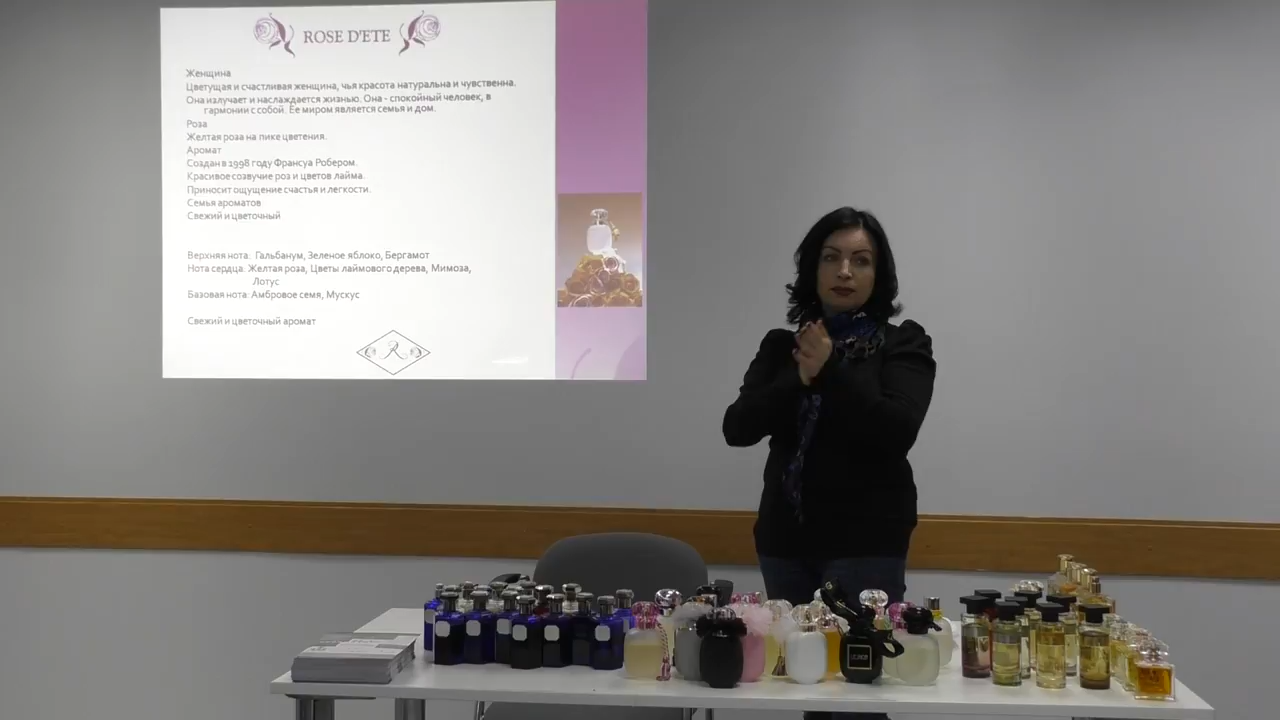 ROSE D'ETE
Женщина
Цветущая и счастливая женщина, чья красота натуральна и чувственна.
Она излучает и наслаждается жизнью. Она - спокойный человек, в
гармонии с собой. Ее миром является семья и дом.
Роза
Желтая роза на пике цветения.
Аромат
Создан в 1998 году Франсуа Робером.
Красивое созвучие роз и цветов лайма.
Приносит ощущение счастья и легкости.
Семья ароматов
Свежий и цветочный
Верхняя нота: Гальбанум, Зеленое яблоко, Бергамот
Нота сердца: Желтая роза, Цветы лаймового дерева, Мимоза,
Лотус
Базовая нота: Амбровое семя, Мускус
Свежий и цветочный аромат
R